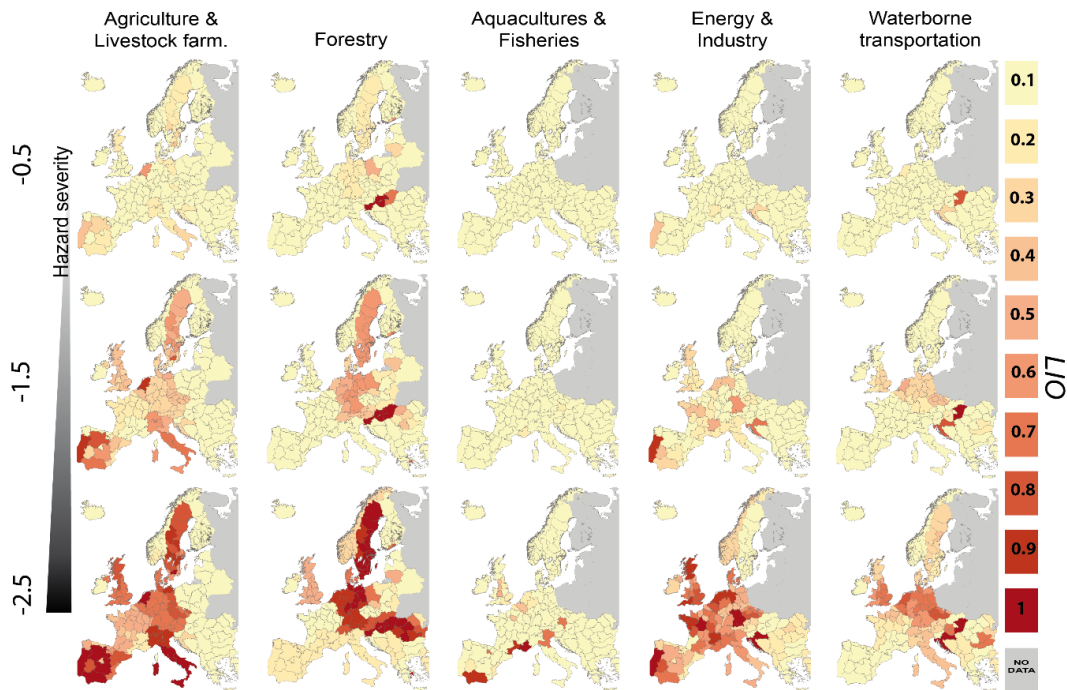 Agriculture &
Livestock farm.
Forestry
Aquacultures &
Fisheries
Energy &
Industry
Waterborne
transportation
-0.5
-1.5
-2.5
Hazard severity
0.1
0.2
0.3
0.4
0.5
0.6
0.7
0.8
0.9
1
NO
DATA
LIO